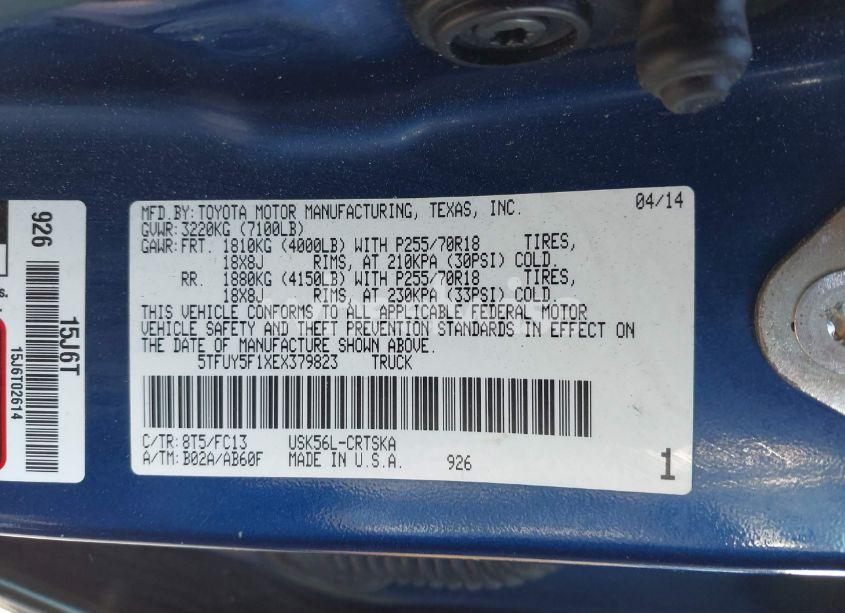 MFD.BY: TOYOTA MOTOR MANUFACTURING, TEXAS, INC. 04/14
GVWR: 3220KG (7100LB)
GAWR: FRT. 1810KG (4000LB) WITH P255/70R18 TIRES,
18X8J RIMS, AT 210KPA (30PSI) COLD.
RR. 1880KG (4150LB) WITH P255/70R18 TIRES,
18X8J RIMS, AT 230KPA (33PSI) COLD.
THIS VEHICLE CONFORMS TO ALL APPLICABLE FEDERAL MOTOR
VEHICLE SAFETY AND THEFT PREVENTION STANDARDS IN EFFECT ON
THE DATE OF MANUFACTURE SHOWN ABOVE.
5TFUY5F1XEX379823 TRUCK
C/TR: 8T5/FC13 USK56L-CRTSKA
A/TM: B02A/AB60F MADE IN U.S.A. 926 1
926
15J6T
15J6T02614